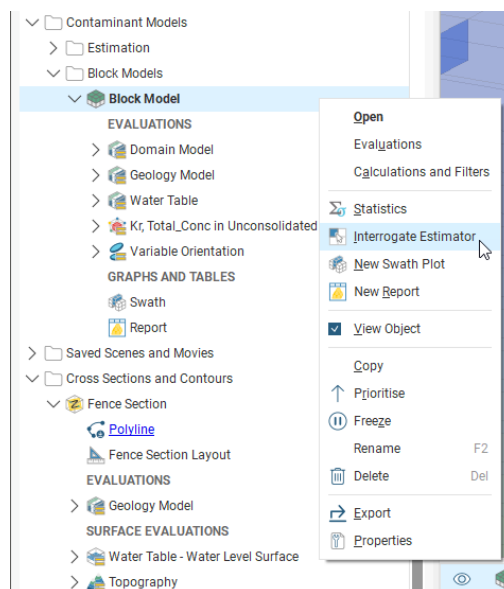 Contaminant Models
Estimation
Block Models
Block Model
EVALUATIONS
Domain Model
Geology Model
Water Table
Kr, Total_Conc in Unconsolidated
Variable Orientation
GRAPHS AND TABLES
Swath
Report
Saved Scenes and Movies
Cross Sections and Contours
Fence Section
Polyline
Fence Section Layout
EVALUATIONS
Geology Model
SURFACE EVALUATIONS
Water Table - Water Level Surface
Topography
Open
Evaluations
Calculations and Filters
Statistics
Interrogate Estimator
New Swath Plot
New Report
View Object
Copy
Prioritise
Freeze
Rename F2
Delete Del
Export
Properties